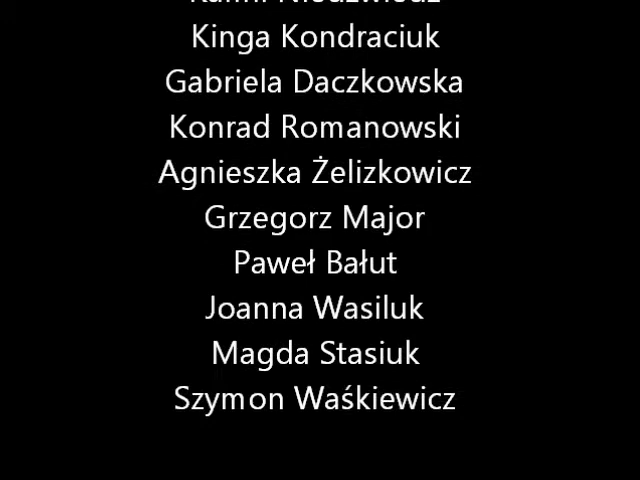 Kinga Kondraciuk
Gabriela Daczkowska
Konrad Romanowski
Agnieszka Żelizkowicz
Grzegorz Major
Paweł Bałut
Joanna Wasiluk
Magda Stasiuk
Szymon Waśkiewicz